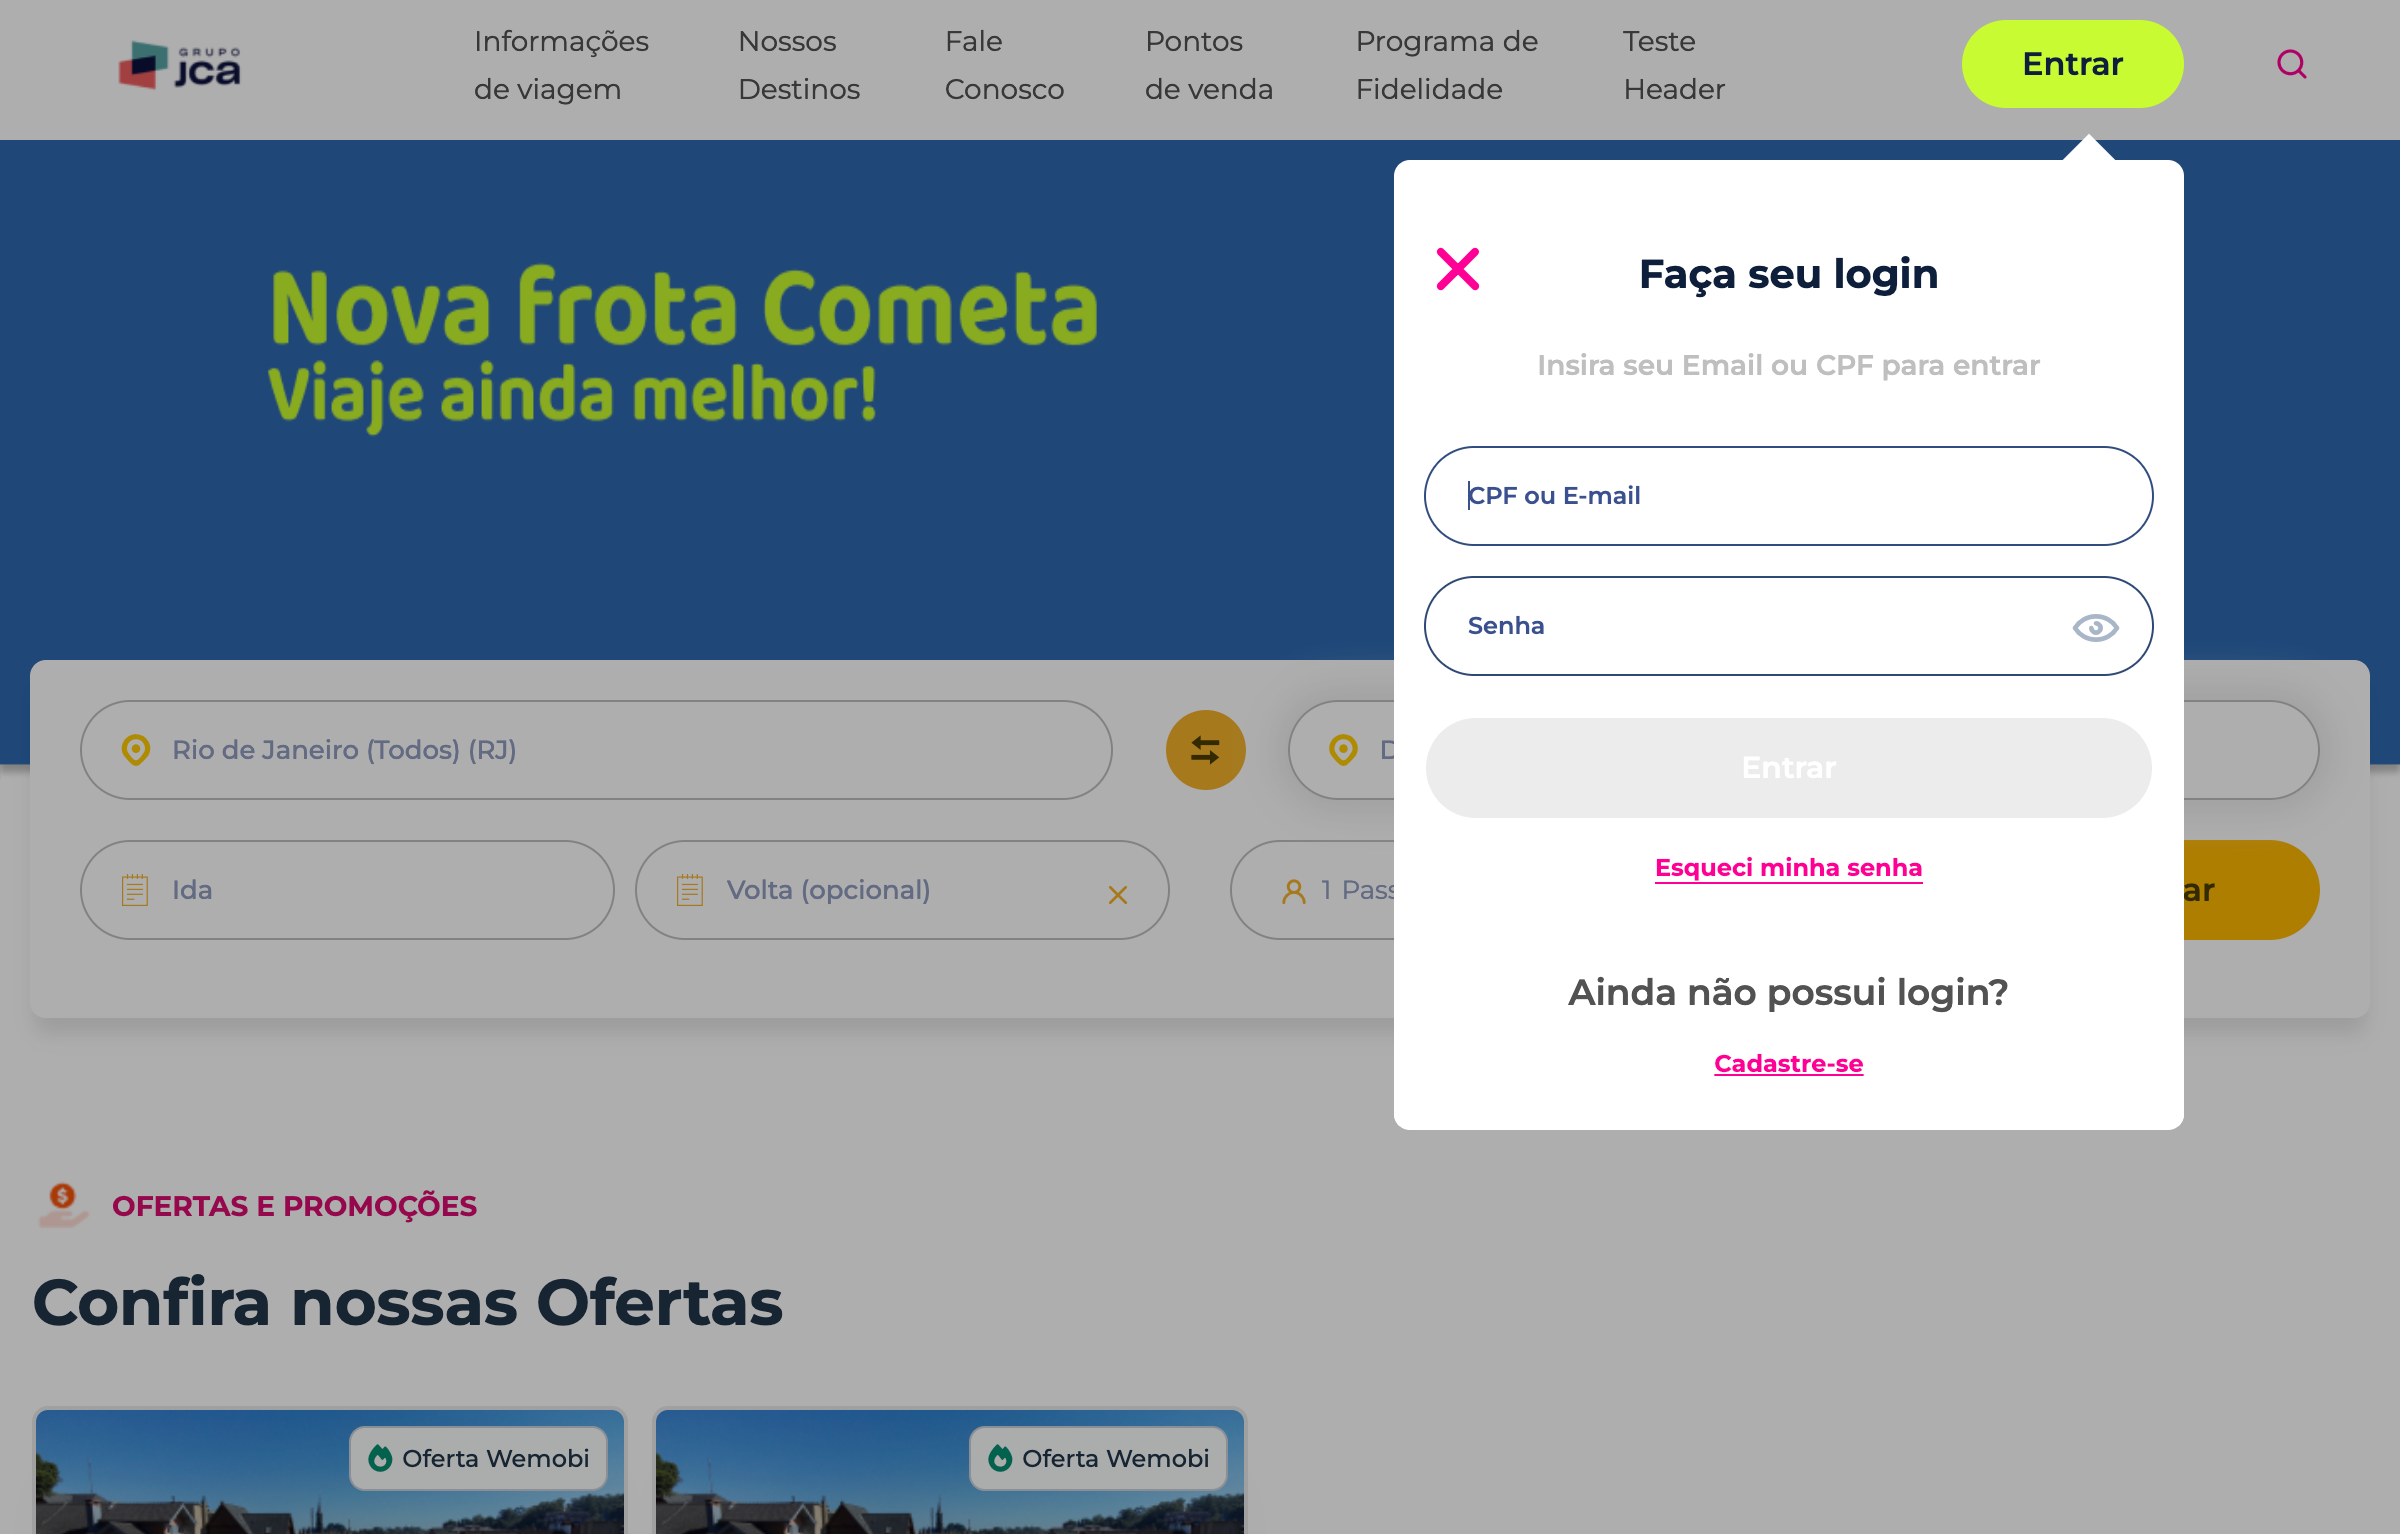 GRUPO
jca
Informações
de viagem
Nossos
Destinos
Fale
Conosco
Pontos
de venda
Programa de
Fidelidade
Teste
Header
Entrar
Nova frota Cometa
Viaje ainda melhor!
Faça seu login
Insira seu Email ou CPF para entrar
CPF ou E-mail
Senha
Entrar
Esqueci minha senha
Ainda não possui login?
Cadastre-se
Rio de Janeiro (Todos) (RJ)
Ida
Volta (opcional)
1 Pass
ar
OFERTAS E PROMOÇÕES
Confira nossas Ofertas
Oferta Wemobi
Oferta Wemobi